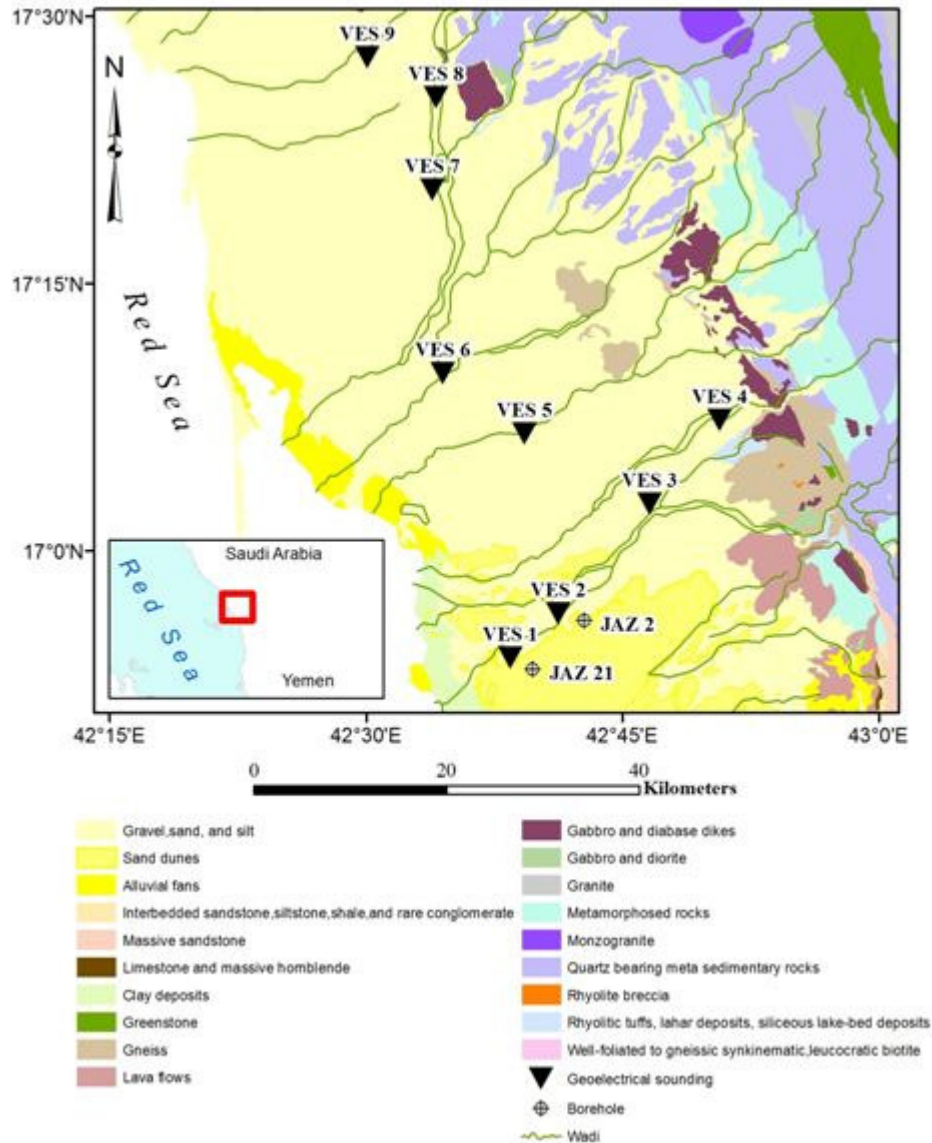 17°30'N
VES 9
N
VES 8
VES 7
17°15'N
Red Sea
VES 6
VES 5
VES 4
VES 3
17°0'N
Saudi Arabia
Red Sea
Yemen
VES 2
JAZ 2
VES 1
JAZ 21
42°15'E
42°30'E
42°45'E
43°0'E
0
20
40
Kilometers
Gravel,sand, and silt
Sand dunes
Alluvial fans
Interbedded sandstone,siltstone,shale,and rare conglomerate
Massive sandstone
Limestone and massive hornblende
Clay deposits
Greenstone
Gneiss
Lava flows
Gabbro and diabase dikes
Gabbro and diorite
Granite
Metamorphosed rocks
Monzogranite
Quartz bearing meta sedimentary rocks
Rhyolite breccia
Rhyolitic tuffs, lahar deposits, siliceous lake-bed deposits
Well-foliated to gneissic synkinematic,leucocratic biotite
Geoelectrical sounding
Borehole
Wadi